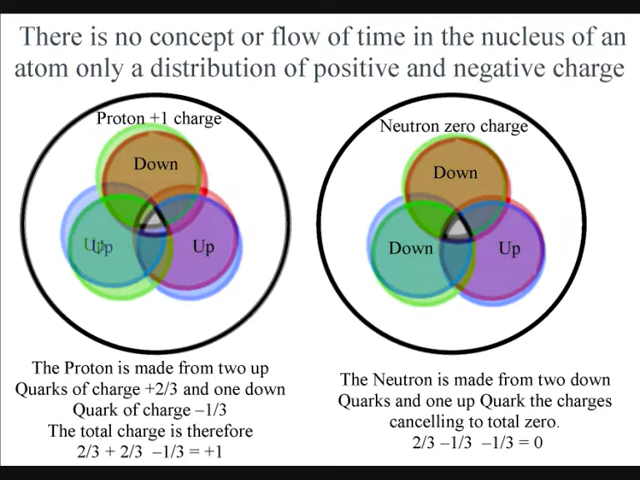 There is no concept or flow of time in the nucleus of an
atom only a distribution of positive and negative charge
Proton +1 charge
Down
Up
Up
The Proton is made from two up
Quarks of charge +2/3 and one down
Quark of charge –1/3
The total charge is therefore
2/3 + 2/3 –1/3 = +1
Neutron zero charge
Down
Down
Up
The Neutron is made from two down
Quarks and one up Quark the charges
cancelling to total zero.
2/3 –1/3 –1/3 = 0